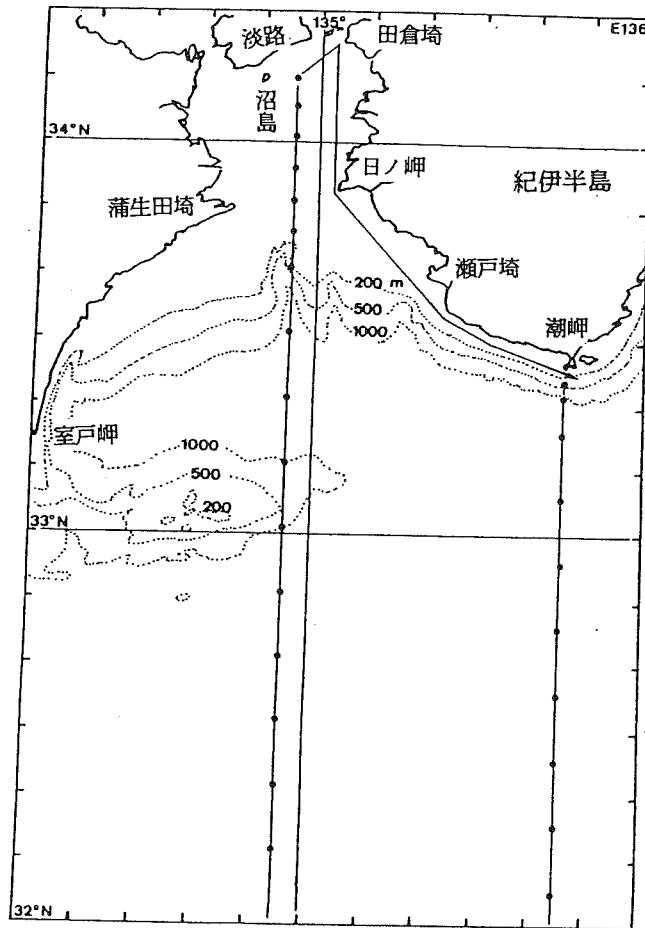 淡路
135°
田倉埼
E136
沼島
34°N
日ノ岬
紀伊半島
蒲生田埼
瀬戸埼
200 m
500
1000
潮岬
室戸岬
1000
500
200
33°N
32°N